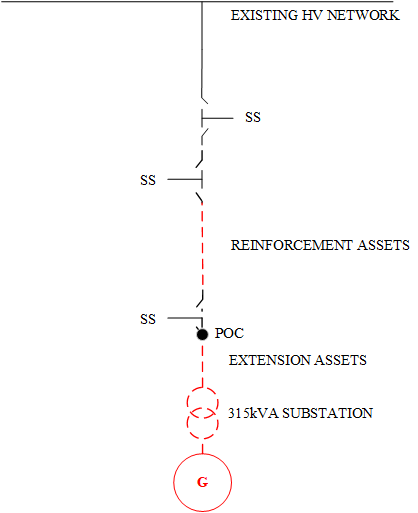 EXISTING HV NETWORK
SS
SS
REINFORCEMENT ASSETS
SS
POC
EXTENSION ASSETS
315kVA SUBSTATION
G